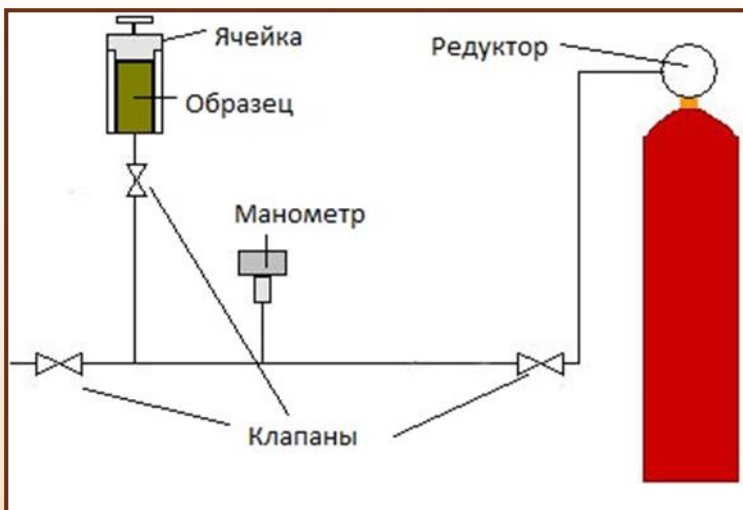 Ячейка
Редуктор
Образец
Манометр
Клапаны